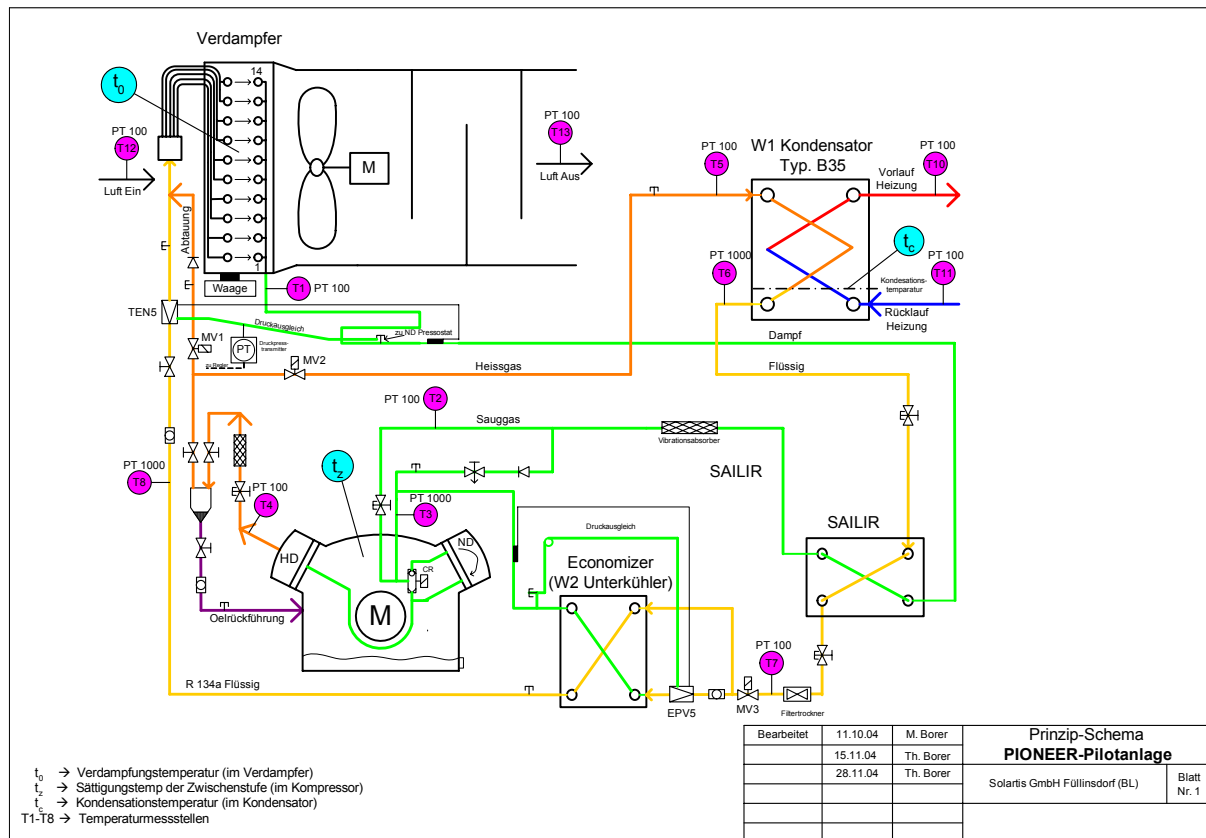 Verdampfer
14
t0
PT 100
T12
Luft Ein
M
PT 100
T13
Luft Aus
W1 Kondensator
Typ. B35
PT 100
T5
PT 100
T10
Vorlauf
Heizung
tc
PT 1000
T6
Kondesations-
temperatur
PT 100
T11
Rücklauf
Heizung
Abtauung
1
Waage
T1
PT 100
TEN5
Druckausgleich
zu ND Pressostat
MV1
PT
Druckpress-
transmitter
zu Regler
MV2
Heissgas
Dampf
Flüssig
PT 100
T2
Sauggas
Vibrationsabsorber
SAILIR
SAILIR
PT 1000
T8
PT 100
T4
tz
PT 1000
T3
HD
ND
CR
M
Druckausgleich
Economizer
(W2 Unterkühler)
Oelrückführung
R 134a Flüssig
EPV5
MV3
PT 100
T7
Filtertrockner
Bearbeitet 11.10.04 M. Borer
15.11.04 Th. Borer
28.11.04 Th. Borer
Prinzip-Schema
PIONEER-Pilotanlage
Solartis GmbH Füllinsdorf (BL)
Blatt
Nr. 1
t0 → Verdampfungstemperatur (im Verdampfer)
tz → Sättigungstemp der Zwischenstufe (im Kompressor)
tc → Kondensationstemperatur (im Kondensator)
T1-T8 → Temperaturmessstellen